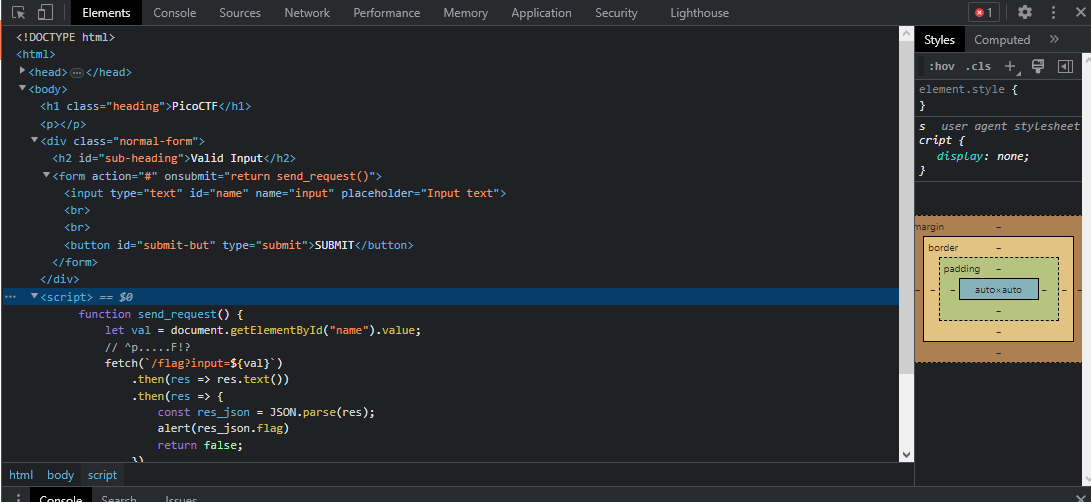 Elements Console Sources Network Performance Memory Application Security Lighthouse 1
<!DOCTYPE html>
<html>
<head>…</head>
<body>
<h1 class="heading">PicoCTF</h1>
<p></p>
<div class="normal-form">
<h2 id="sub-heading">Valid Input</h2>
<form action="#" onsubmit="return send_request()">
<input type="text" id="name" name="input" placeholder="Input text">
<br>
<br>
<button id="submit-but" type="submit">SUBMIT</button>
</form>
</div>
… <script> == $0
function send_request() {
let val = document.getElementById("name").value;
// ^p.....F!?
fetch(`/flag?input=${val}`)
.then(res => res.text())
.then(res => {
const res_json = JSON.parse(res);
alert(res_json.flag)
return false;
})
html body script
Console Search Issues
Styles Computed »
:hov .cls +
element.style {
}
s user agent stylesheet
cript {
display: none;
}
margin –
border –
padding –
– – – auto×auto – – –
–
–
–